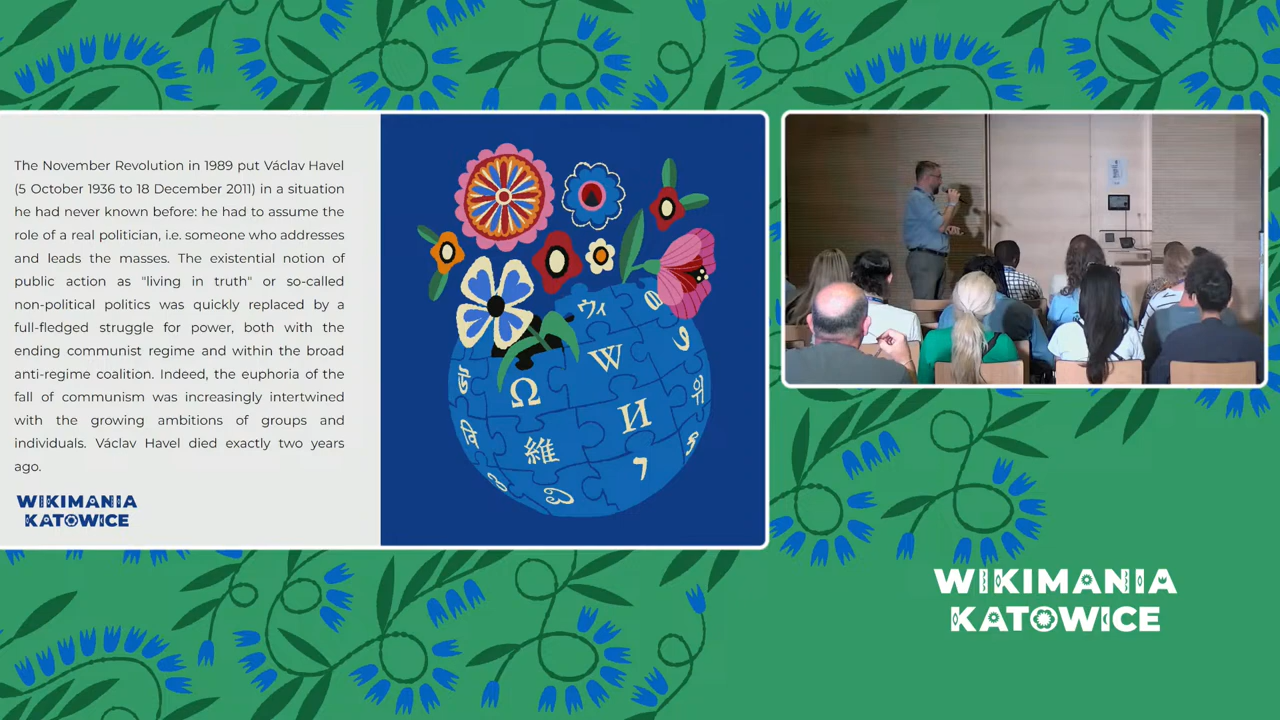 The November Revolution in 1989 put Václav Havel
(5 October 1936 to 18 December 2011) in a situation
he had never known before: he had to assume the
role of a real politician, i.e. someone who addresses
and leads the masses. The existential notion of
public action as "living in truth" or so-called
non-political politics was quickly replaced by a
full-fledged struggle for power, both with the
ending communist regime and within the broad
anti-regime coalition. Indeed, the euphoria of the
fall of communism was increasingly intertwined
with the growing ambitions of groups and
individuals. Václav Havel died exactly two years
ago.
WIKIMANIA
KATOWICE
ウィ
W
Ω
И
維
위
7
WIKIMANIA
KATOWICE